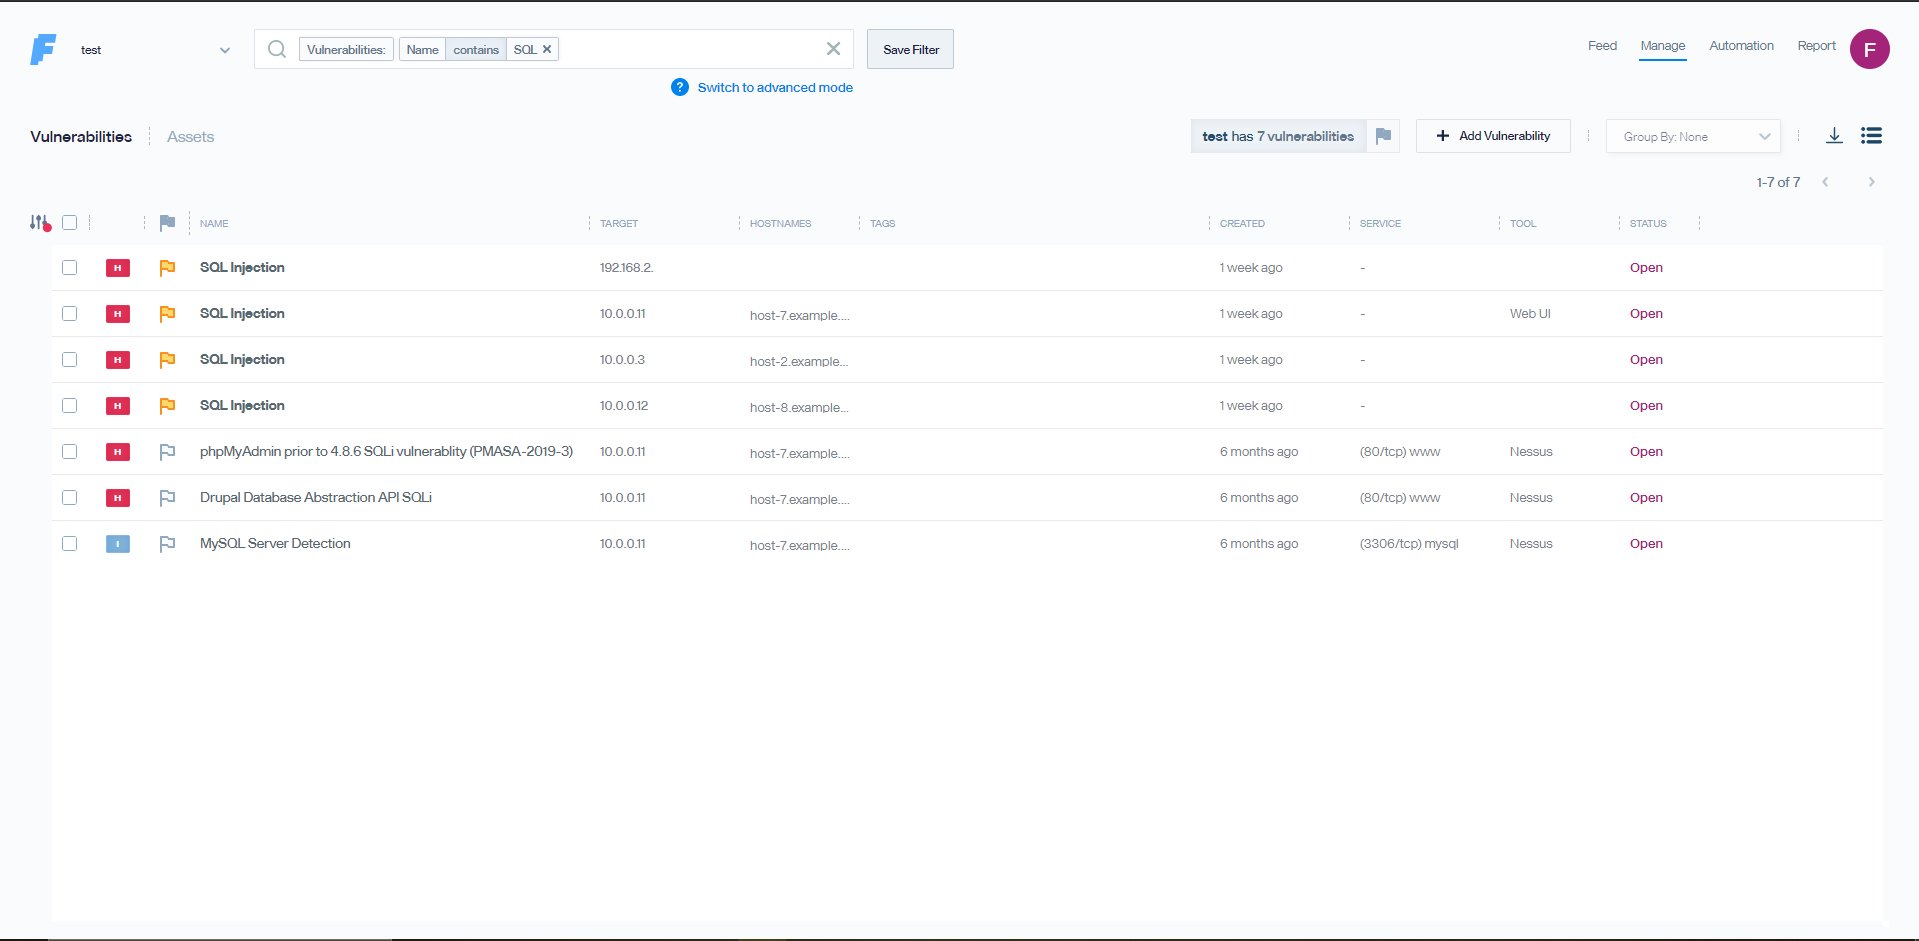 test
Vulnerabilities: Name contains SQL
Save Filter
Feed Manage Automation Report F
? Switch to advanced mode
Vulnerabilities Assets
test has 7 vulnerabilities
Add Vulnerability
Group By: None
1-7 of 7
NAME TARGET HOSTNAMES TAGS CREATED SERVICE TOOL STATUS
H SQL Injection 192.168.2. 1 week ago - Open
H SQL Injection 10.0.0.11 host-7.example.... 1 week ago - Web UI Open
H SQL Injection 10.0.0.3 host-2.example... 1 week ago - Open
H SQL Injection 10.0.0.12 host-8.example... 1 week ago - Open
H phpMyAdmin prior to 4.8.6 SQLi vulnerablity (PMASA-2019-3) 10.0.0.11 host-7.example.... 6 months ago (80/tcp) www Nessus Open
H Drupal Database Abstraction API SQLi 10.0.0.11 host-7.example.... 6 months ago (80/tcp) www Nessus Open
I MySQL Server Detection 10.0.0.11 host-7.example.... 6 months ago (3306/tcp) mysql Nessus Open